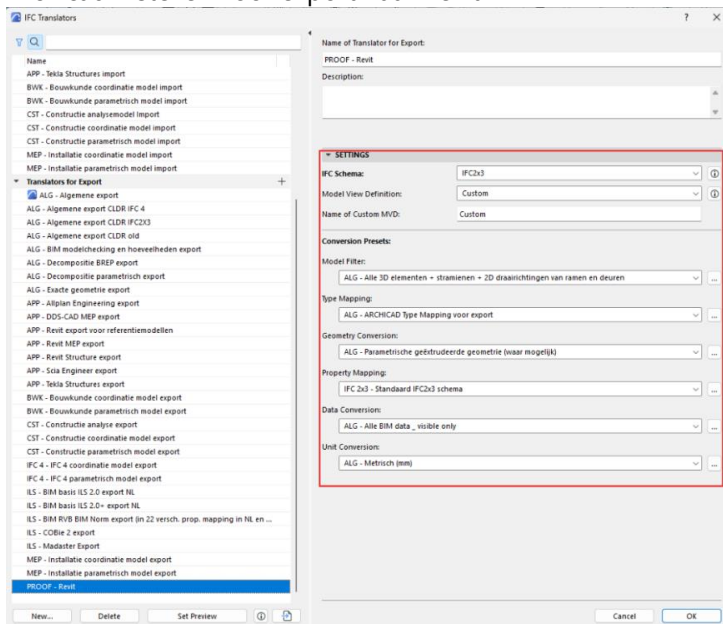 IFC Translators
?
Name
APP - Tekla Structures import
BWK - Bouwkunde coordinatie model import
BWK - Bouwkunde parametrisch model import
CST - Constructie analysemodel Import
CST - Constructie coordinatie model import
CST - Constructie parametrisch model import
MEP - Installatie coordinatie model import
MEP - Installatie parametrisch model import
Translators for Export
ALG - Algemene export
ALG - Algemene export CLDR IFC 4
ALG - Algemene export CLDR IFC2X3
ALG - Algemene export CLDR old
ALG - BIM modelchecking en hoeveelheden export
ALG - Decompositie BREP export
ALG - Decompositie parametrisch export
ALG - Exacte geometrie export
APP - Allplan Engineering export
APP - DDS-CAD MEP export
APP - Revit export voor referentiemodellen
APP - Revit MEP export
APP - Revit Structure export
APP - Scia Engineer export
APP - Tekla Structures export
BWK - Bouwkunde coordinatie model export
BWK - Bouwkunde parametrisch model export
CST - Constructie analyse export
CST - Constructie coordinatie model export
CST - Constructie parametrisch model export
IFC 4 - IFC 4 coordinatie model export
IFC 4 - IFC 4 parametrisch model export
ILS - BIM basis ILS 2.0 export NL
ILS - BIM basis ILS 2.0+ export NL
ILS - BIM RVB BIM Norm export (in 22 versch. prop. mapping in NL en ...
ILS - COBie 2 export
ILS - Madaster Export
MEP - Installatie coordinatie model export
MEP - Installatie parametrisch model export
PROOF - Revit
New...
Delete
Set Preview
Name of Translator for Export:
PROOF - Revit
Description:
SETTINGS
IFC Schema:
IFC2x3
Model View Definition:
Custom
Name of Custom MVD:
Custom
Conversion Presets:
Model Filter:
ALG - Alle 3D elementen + stramienen + 2D draairichtingen van ramen en deuren
...
Type Mapping:
ALG - ARCHICAD Type Mapping voor export
...
Geometry Conversion:
ALG - Parametrische geëxtrudeerde geometrie (waar mogelijk)
...
Property Mapping:
IFC 2x3 - Standaard IFC2x3 schema
...
Data Conversion:
ALG - Alle BIM data _ visible only
...
Unit Conversion:
ALG - Metrisch (mm)
...
Cancel
OK